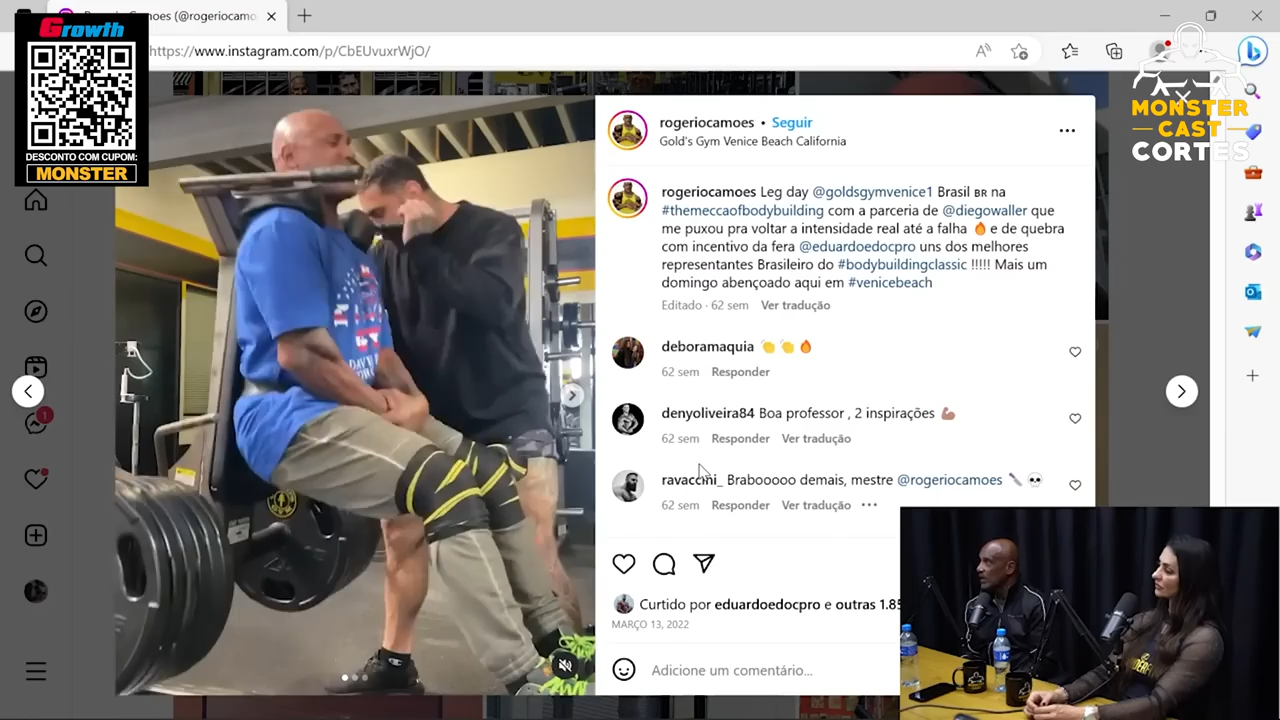 Camoes (@rogeriocamo
https://www.instagram.com/p/CbEUvuxrWjO/
Growth
DESCONTO COM CUPOM:
MONSTER
MONSTER
CAST
CORTES
rogeriocamoes • Seguir
Gold's Gym Venice Beach California
rogeriocamoes Leg day @goldsgymvenice1 Brasil 🇧🇷 na
#themeccaofbodybuilding com a parceria de @diegowaller que
me puxou pra voltar a intensidade real até a falha 🔥 e de quebra
com incentivo da fera @eduardoedocpro uns dos melhores
representantes Brasileiro do #bodybuildingclassic !!!!! Mais um
domingo abençoado aqui em #venicebeach
Editado · 62 sem Ver tradução
deboramaquia 👏 👏 🔥
62 sem Responder
denyoliveira84 Boa professor , 2 inspirações 💪🏽
62 sem Responder Ver tradução
ravaccini_ Brabooooo demais, mestre @rogeriocamoes 🔪 💀
62 sem Responder Ver tradução
Curtido por eduardoedocpro e outras 1.85
MARÇO 13, 2022
Adicione um comentário...
1